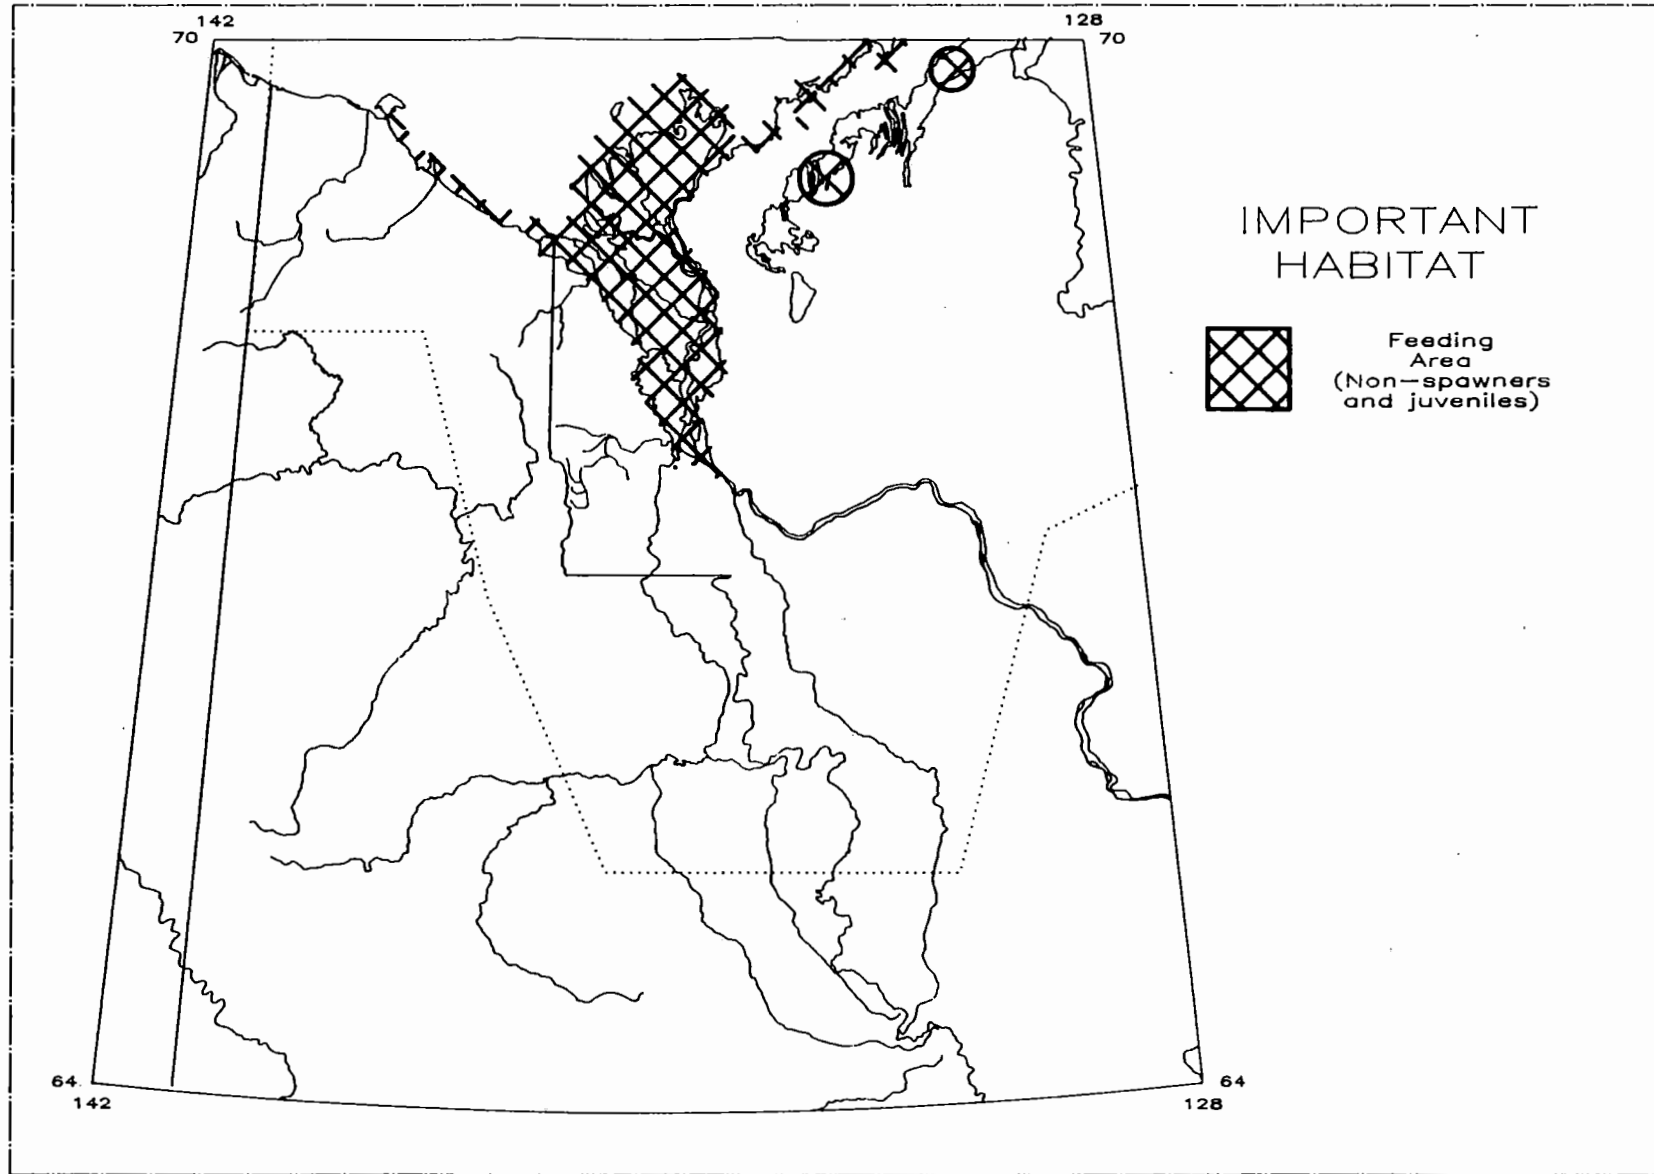 142 128
70 70
IMPORTANT
HABITAT
Feeding
Area
(Non-spawners
and juveniles)
64 64
142 128